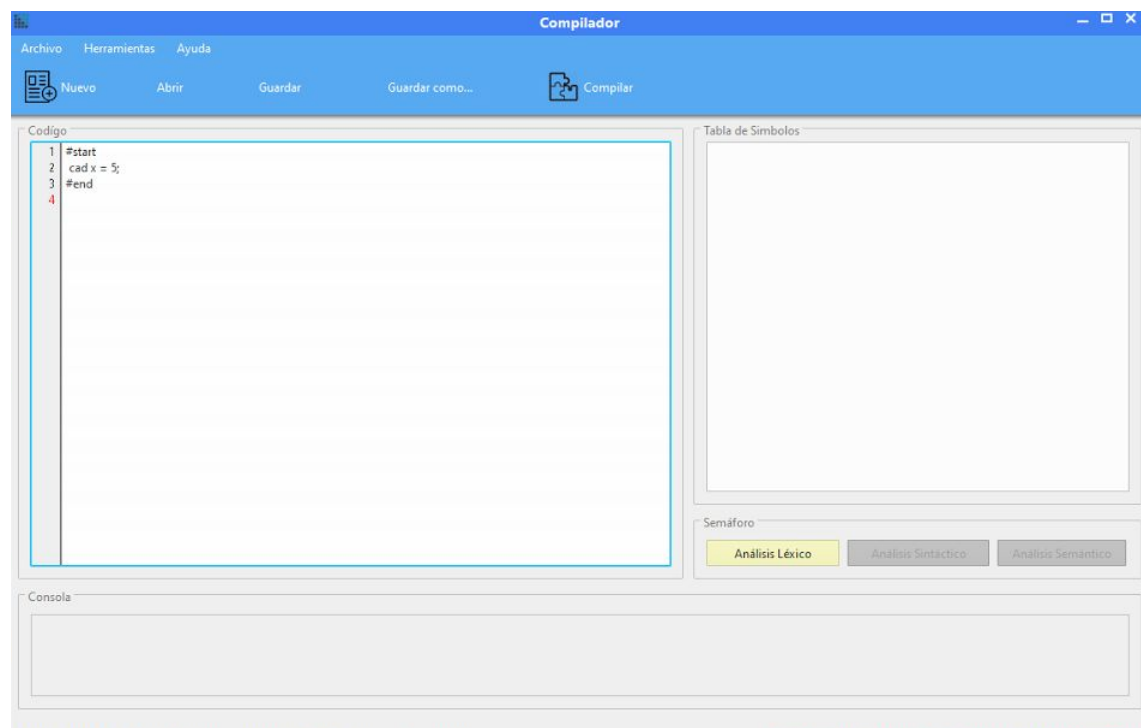 Compilador
Archivo Herramientas Ayuda
Nuevo Abrir Guardar Guardar como... Compilar
Codígo
1 #start
2 cad x = 5;
3 #end
4
Tabla de Simbolos
Semáforo
Análisis Léxico Análisis Sintáctico Análisis Semántico
Consola